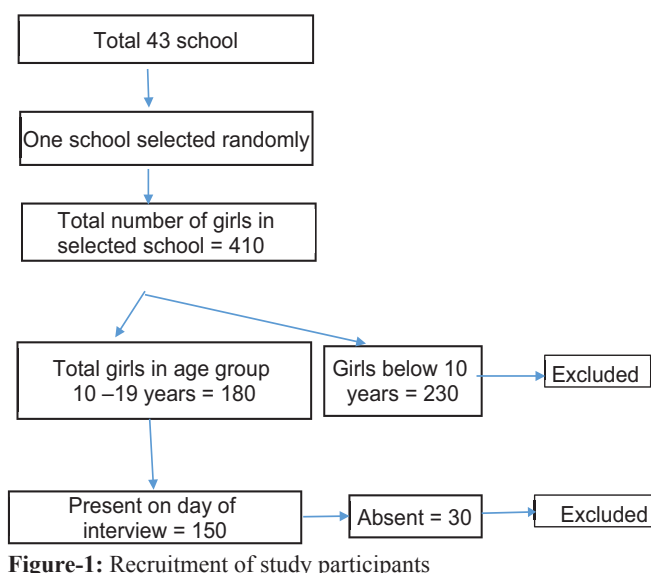 Total 43 school
One school selected randomly
Total number of girls in
selected school = 410
Total girls in age group
10 –19 years = 180
Girls below 10
years = 230
Excluded
Present on day of
interview = 150
Absent = 30
Excluded
Figure-1: Recruitment of study participants